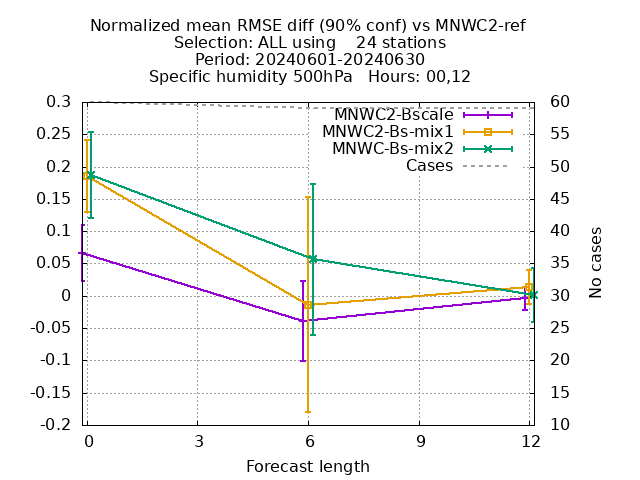 Normalized mean RMSE diff (90% conf) vs MNWC2-ref
Selection: ALL using    24 stations
Period: 20240601-20240630
Specific humidity 500hPa   Hours: 00,12
MNWC2-Bscale
MNWC2-Bs-mix1
MNWC-Bs-mix2
Cases
0.3
0.25
0.2
0.15
0.1
0.05
0
-0.05
-0.1
-0.15
-0.2
60
55
50
45
40
35
30
25
20
15
10
No cases
0 3 6 9 12
Forecast length